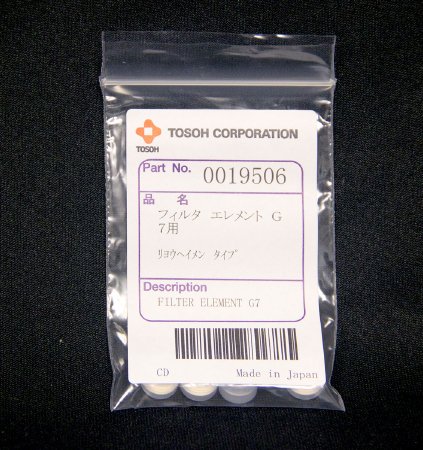 TOSOH CORPORATION
TOSOH
Part No. 0019506
品 名
フィルタ エレメント G
7用
ﾘﾖｳﾍｲﾒﾝ ﾀｲﾌﾟ
Description
FILTER ELEMENT G7
CD Made in Japan